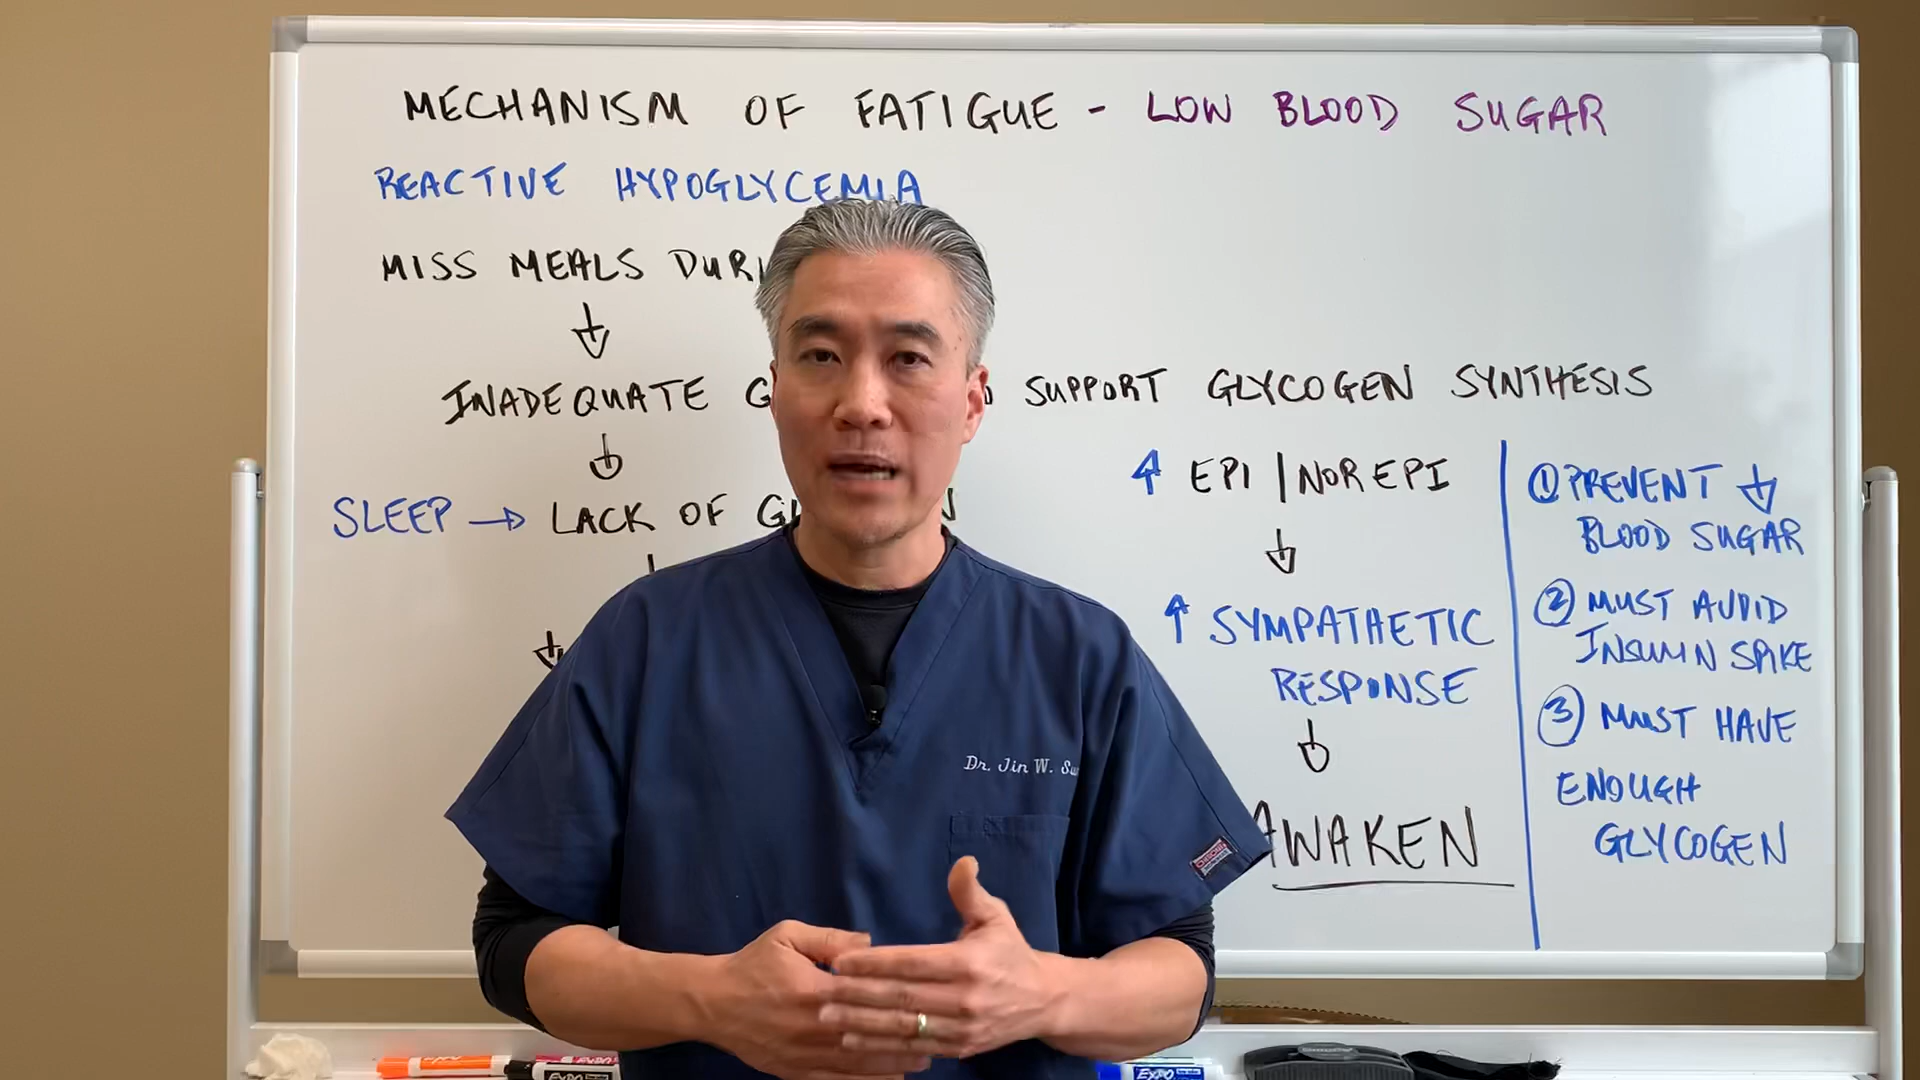 MECHANISM OF FATIGUE - LOW BLOOD SUGAR
REACTIVE HYPOGLYCEMIA
MISS MEALS
INADEQUATE
SUPPORT GLYCOGEN SYNTHESIS
SLEEP → LACK OF
↑ EPI | NOREPI
↑ SYMPATHETIC
RESPONSE
AWAKEN
① PREVENT ↓
BLOOD SUGAR
② MUST AVOID
INSULIN SPIKE
③ MUST HAVE
ENOUGH
GLYCOGEN
Dr. Jin W.
EXPO
EXPO